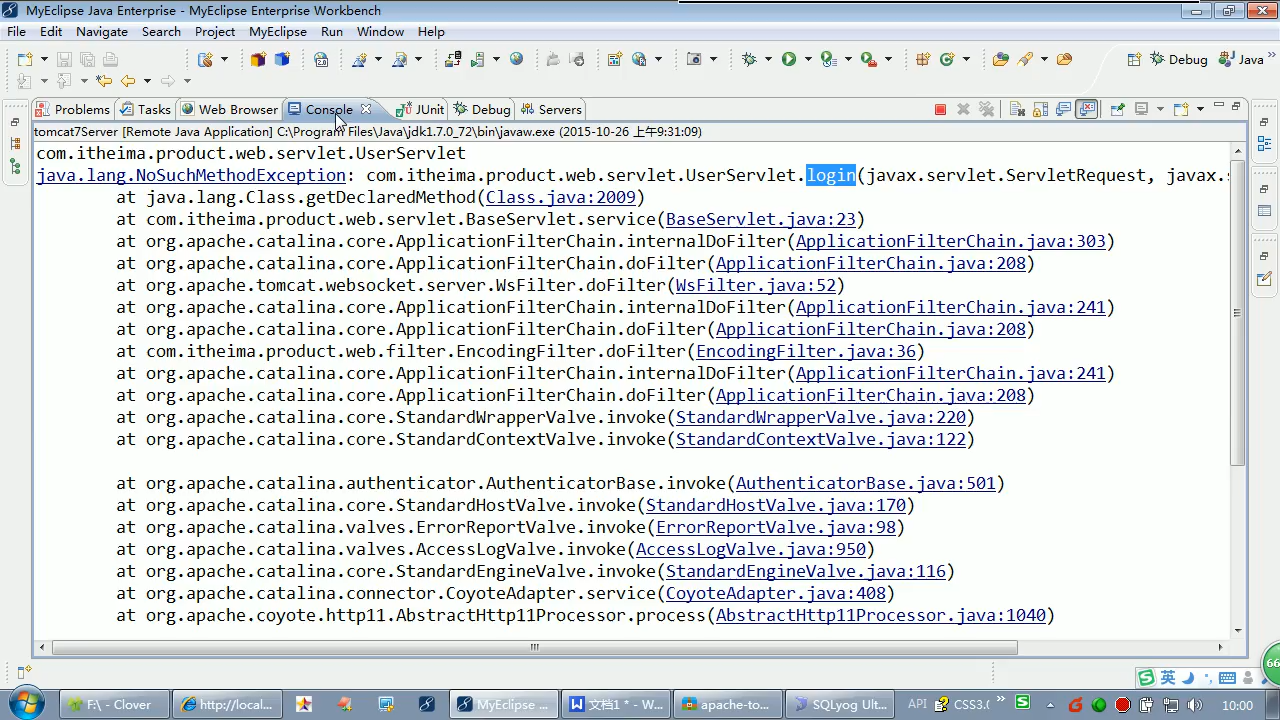 MyEclipse Java Enterprise - MyEclipse Enterprise Workbench
File Edit Navigate Search Project MyEclipse Run Window Help
Debug Java
Problems Tasks Web Browser Console JUnit Debug Servers
tomcat7Server [Remote Java Application] C:\Program Files\Java\jdk1.7.0_72\bin\javaw.exe (2015-10-26 上午9:31:09)
com.itheima.product.web.servlet.UserServlet
java.lang.NoSuchMethodException: com.itheima.product.web.servlet.UserServlet.login(javax.servlet.ServletRequest, javax.
at java.lang.Class.getDeclaredMethod(Class.java:2009)
at com.itheima.product.web.servlet.BaseServlet.service(BaseServlet.java:23)
at org.apache.catalina.core.ApplicationFilterChain.internalDoFilter(ApplicationFilterChain.java:303)
at org.apache.catalina.core.ApplicationFilterChain.doFilter(ApplicationFilterChain.java:208)
at org.apache.tomcat.websocket.server.WsFilter.doFilter(WsFilter.java:52)
at org.apache.catalina.core.ApplicationFilterChain.internalDoFilter(ApplicationFilterChain.java:241)
at org.apache.catalina.core.ApplicationFilterChain.doFilter(ApplicationFilterChain.java:208)
at com.itheima.product.web.filter.EncodingFilter.doFilter(EncodingFilter.java:36)
at org.apache.catalina.core.ApplicationFilterChain.internalDoFilter(ApplicationFilterChain.java:241)
at org.apache.catalina.core.ApplicationFilterChain.doFilter(ApplicationFilterChain.java:208)
at org.apache.catalina.core.StandardWrapperValve.invoke(StandardWrapperValve.java:220)
at org.apache.catalina.core.StandardContextValve.invoke(StandardContextValve.java:122)
at org.apache.catalina.authenticator.AuthenticatorBase.invoke(AuthenticatorBase.java:501)
at org.apache.catalina.core.StandardHostValve.invoke(StandardHostValve.java:170)
at org.apache.catalina.valves.ErrorReportValve.invoke(ErrorReportValve.java:98)
at org.apache.catalina.valves.AccessLogValve.invoke(AccessLogValve.java:950)
at org.apache.catalina.core.StandardEngineValve.invoke(StandardEngineValve.java:116)
at org.apache.catalina.connector.CoyoteAdapter.service(CoyoteAdapter.java:408)
at org.apache.coyote.http11.AbstractHttp11Processor.process(AbstractHttp11Processor.java:1040)
英 66
F:\ - Clover http://local... MyEclipse ... 文档1 * - W... apache-to... SQLyog Ult... API CSS3.( 10:00